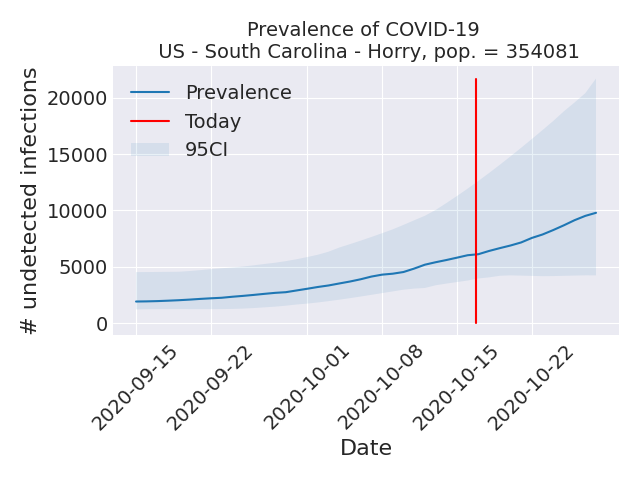 Prevalence of COVID-19
US - South Carolina - Horry, pop. = 354081
Prevalence
Today
95CI
# undetected infections
20000
15000
10000
5000
0
2020-09-15
2020-09-22
2020-10-01
2020-10-08
2020-10-15
2020-10-22
Date